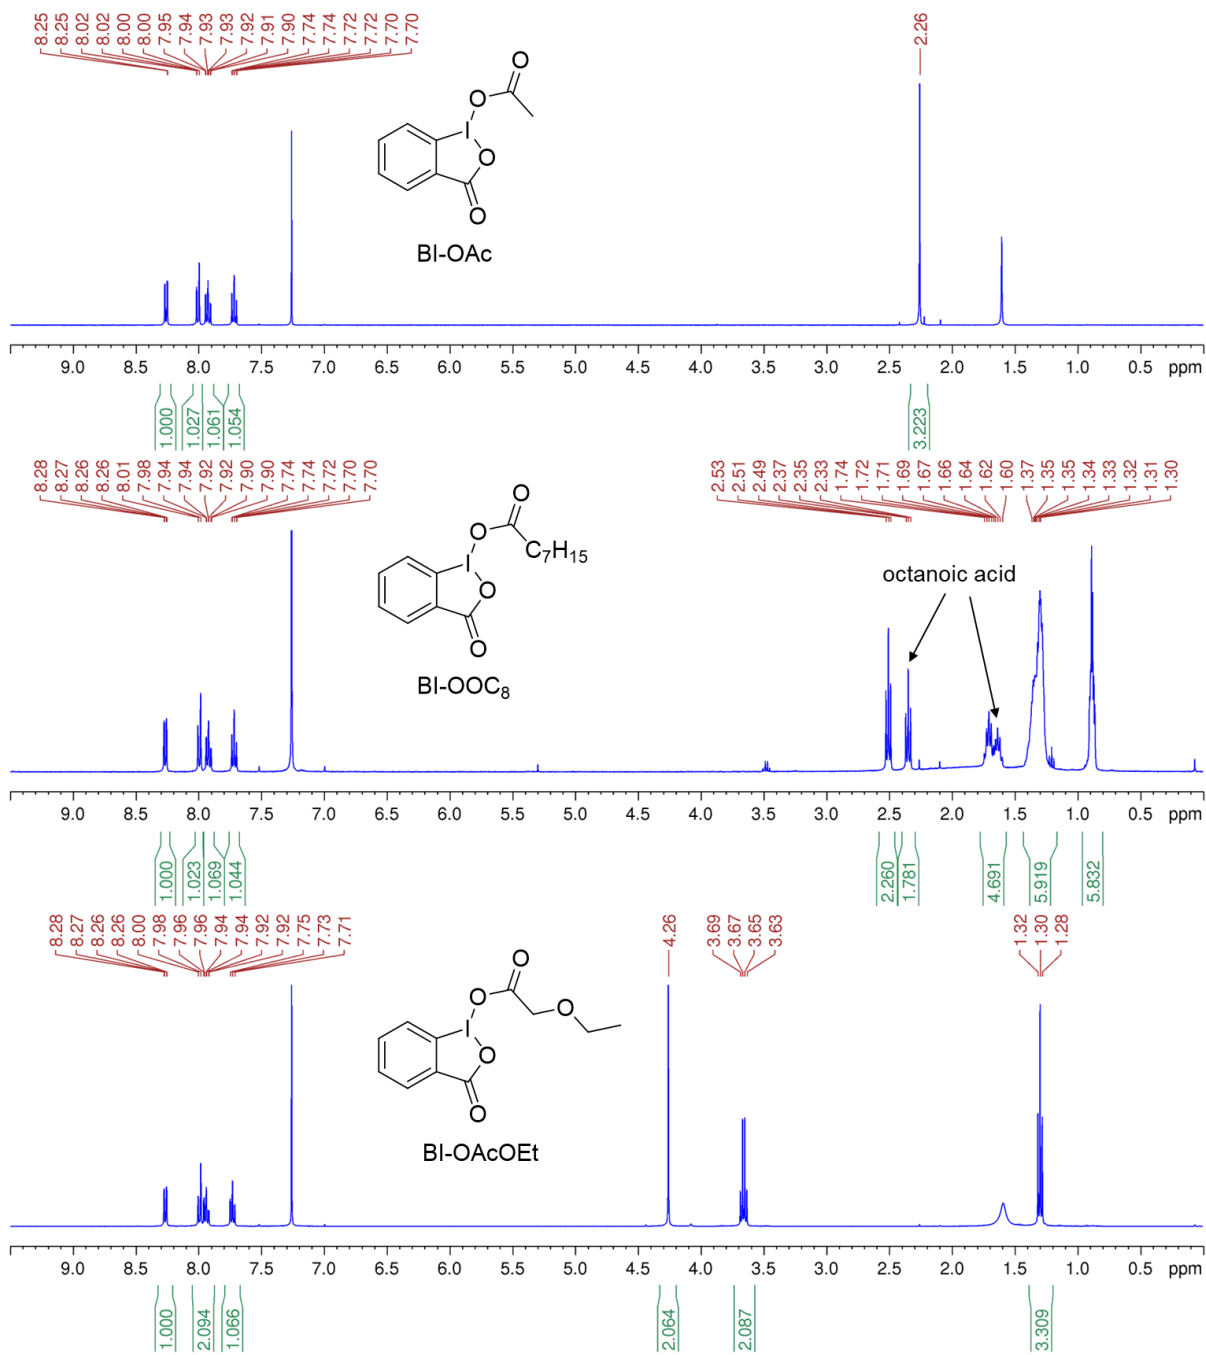 8.25 8.25 8.02 8.02 8.00 8.00 7.95 7.94 7.93 7.93 7.92 7.91 7.90 7.74 7.74 7.72 7.72 7.70 7.70 2.26
O
O
I
O
O
BI-OAc
9.0 8.5 8.0 7.5 7.0 6.5 6.0 5.5 5.0 4.5 4.0 3.5 3.0 2.5 2.0 1.5 1.0 0.5 ppm
1.000 1.027 1.061 1.054 3.223
8.28 8.27 8.26 8.26 8.01 7.98 7.94 7.94 7.92 7.92 7.90 7.90 7.74 7.74 7.72 7.70 7.70 2.53 2.51 2.49 2.37 2.35 2.33 1.74 1.72 1.71 1.69 1.67 1.66 1.64 1.62 1.60 1.37 1.35 1.35 1.34 1.33 1.32 1.31 1.30
O
O
I C7H15
O
O
octanoic acid
BI-OOC8
9.0 8.5 8.0 7.5 7.0 6.5 6.0 5.5 5.0 4.5 4.0 3.5 3.0 2.5 2.0 1.5 1.0 0.5 ppm
1.000 1.023 1.069 1.044 2.260 1.781 4.691 5.919 5.832
8.28 8.27 8.26 8.26 8.00 7.98 7.96 7.96 7.94 7.94 7.92 7.92 7.75 7.73 7.71 4.26 3.69 3.67 3.65 3.63 1.32 1.30 1.28
O
O O
I
O
O
BI-OAcOEt
9.0 8.5 8.0 7.5 7.0 6.5 6.0 5.5 5.0 4.5 4.0 3.5 3.0 2.5 2.0 1.5 1.0 0.5 ppm
1.000 2.094 1.066 2.064 2.087 3.309